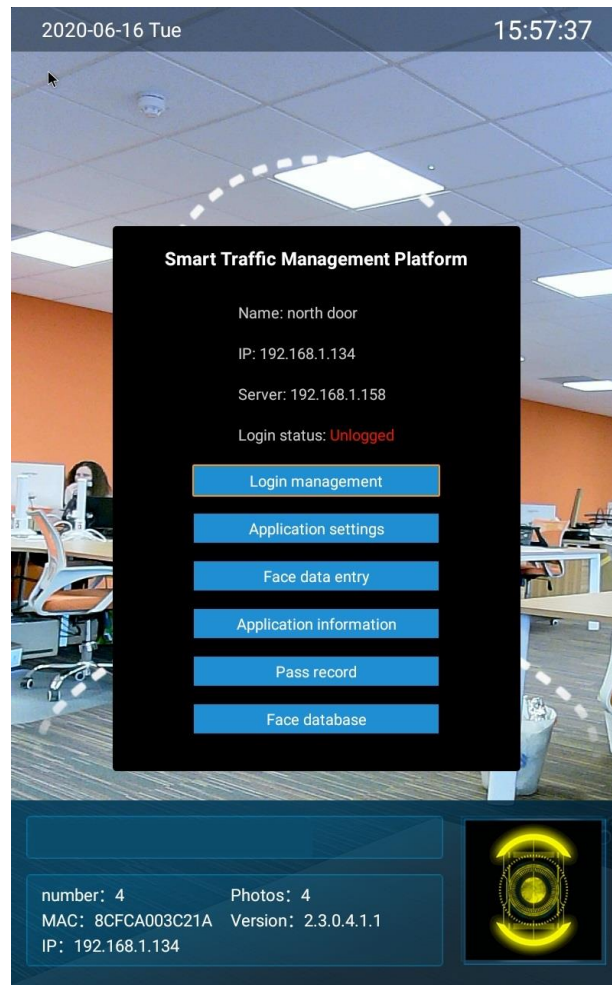 2020-06-16 Tue 15:57:37
Smart Traffic Management Platform
Name: north door
IP: 192.168.1.134
Server: 192.168.1.158
Login status: Unlogged
Login management
Application settings
Face data entry
Application information
Pass record
Face database
number: 4 Photos: 4
MAC: 8CFCA003C21A Version: 2.3.0.4.1.1
IP: 192.168.1.134